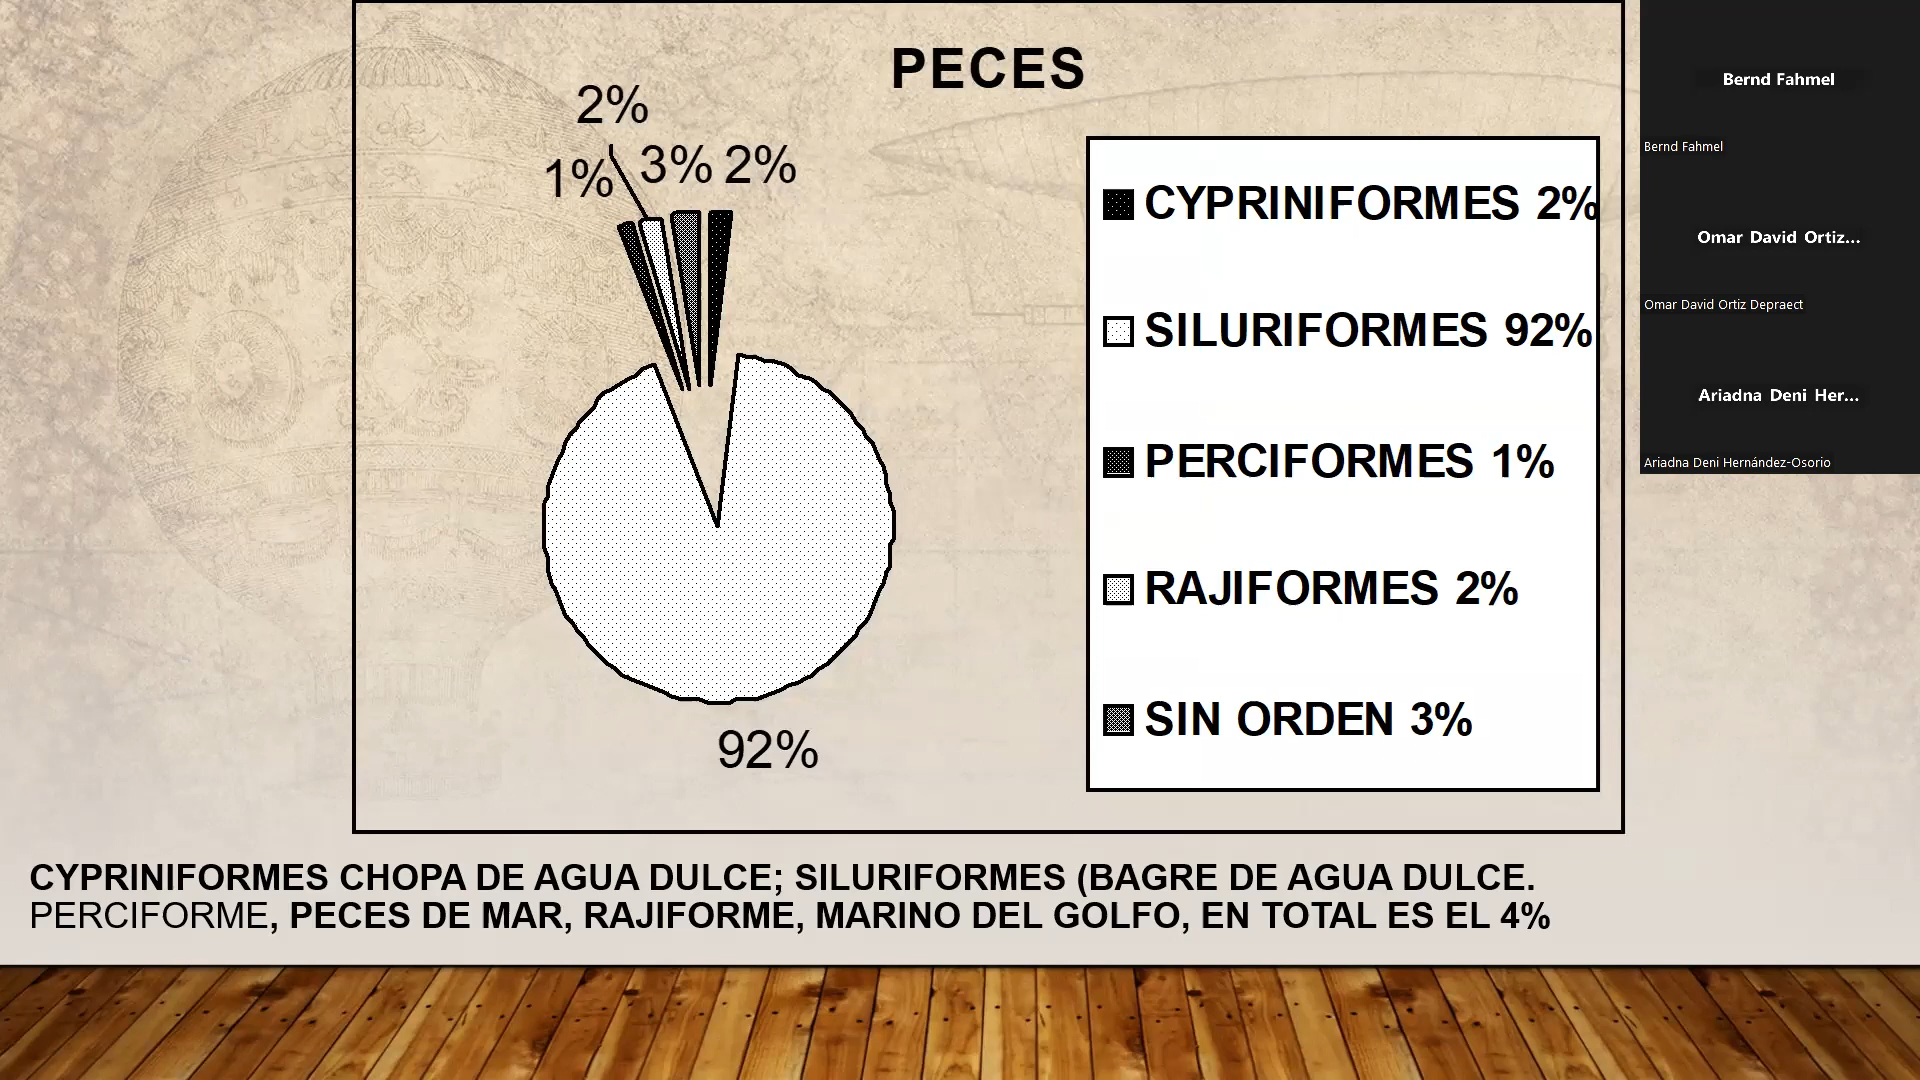 PECES
2%
1%
3%
2%
92%
CYPRINIFORMES 2%
SILURIFORMES 92%
PERCIFORMES 1%
RAJIFORMES 2%
SIN ORDEN 3%
CYPRINIFORMES CHOPA DE AGUA DULCE; SILURIFORMES (BAGRE DE AGUA DULCE.
PERCIFORME, PECES DE MAR, RAJIFORME, MARINO DEL GOLFO, EN TOTAL ES EL 4%
Bernd Fahmel
Bernd Fahmel
Omar David Ortiz...
Omar David Ortiz Depraect
Ariadna Deni Her...
Ariadna Deni Hernández-Osorio